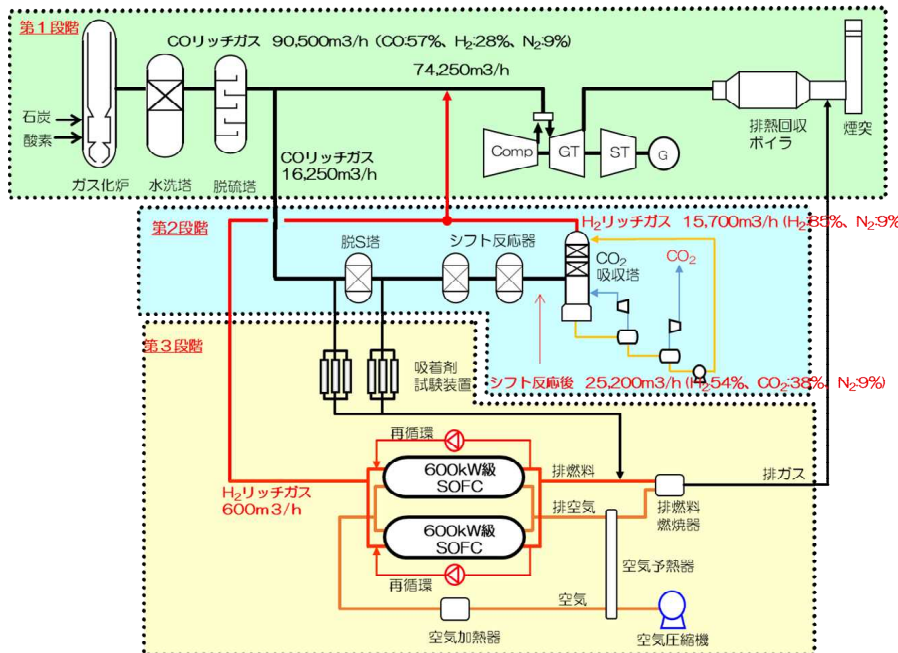 第1段階
COリッチガス 90,500m3/h (CO:57%、H₂:28%、N₂:9%)
74,250m3/h
石炭
酸素
ガス化炉
水洗塔
脱硫塔
COリッチガス
16,250m3/h
Comp
GT
ST
G
排熱回収
ボイラ
煙突
第2段階
H₂リッチガス 15,700m3/h (H₂:85%、N₂:9%
脱S塔
シフト反応器
CO₂
吸収塔
CO₂
シフト反応後 25,200m3/h (H₂:54%、CO₂:38%、N₂:9%)
第3段階
吸着剤
試験装置
再循環
600kW級
SOFC
600kW級
SOFC
再循環
H₂リッチガス
600m3/h
排燃料
排空気
排燃料
燃焼器
排ガス
空気予熱器
空気
空気加熱器
空気圧縮機